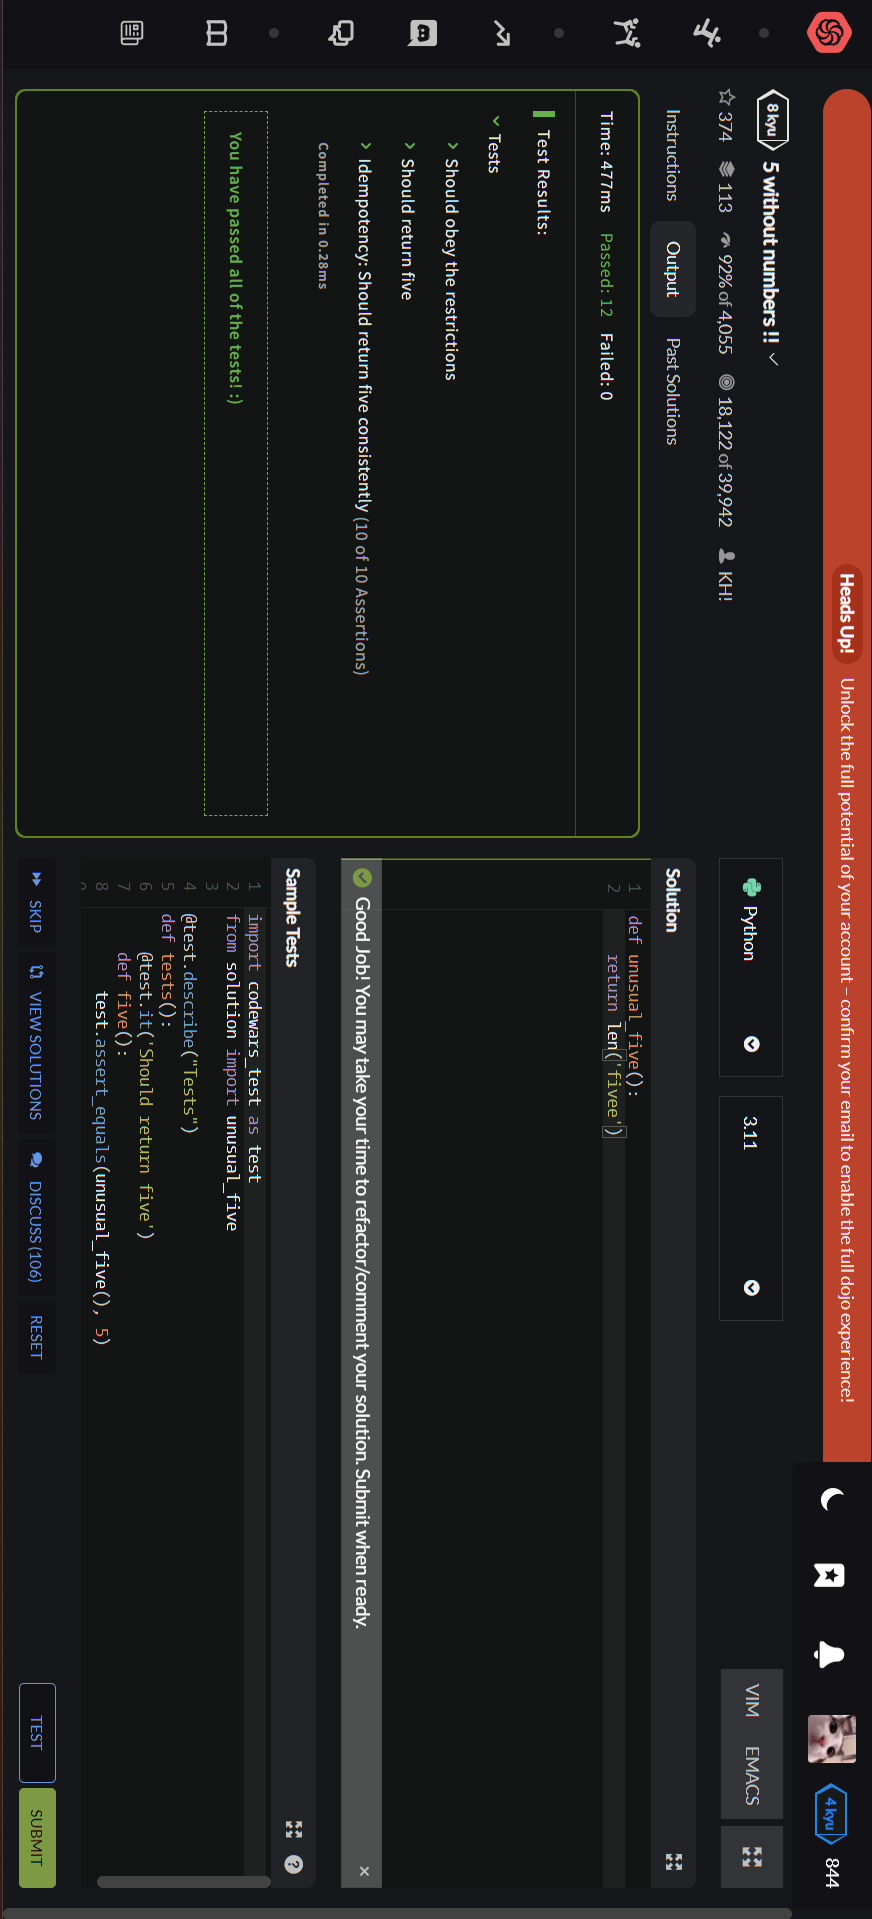 Heads Up! Unlock the full potential of your account – confirm your email to enable the full dojo experience!
4 kyu 844
8 kyu 5 without numbers !!
374 113 92% of 4,055 18,122 of 39,942 KH!
Python 3.11 VIM EMACS
Instructions Output Past Solutions
Time: 477ms Passed: 12 Failed: 0
Test Results:
Tests
Should obey the restrictions
Should return five
Idempotency: Should return five consistently (10 of 10 Assertions)
Completed in 0.28ms
You have passed all of the tests! :)
Solution
1 def unusual_five():
2     return len('fivee')
Good Job! You may take your time to refactor/comment your solution. Submit when ready. ×
Sample Tests ?
1 import codewars_test as test
2 from solution import unusual_five
3
4 @test.describe("Tests")
5 def tests():
6     @test.it('Should return five')
7     def five():
8         test.assert_equals(unusual_five(), 5)
SKIP VIEW SOLUTIONS DISCUSS (106) RESET TEST SUBMIT